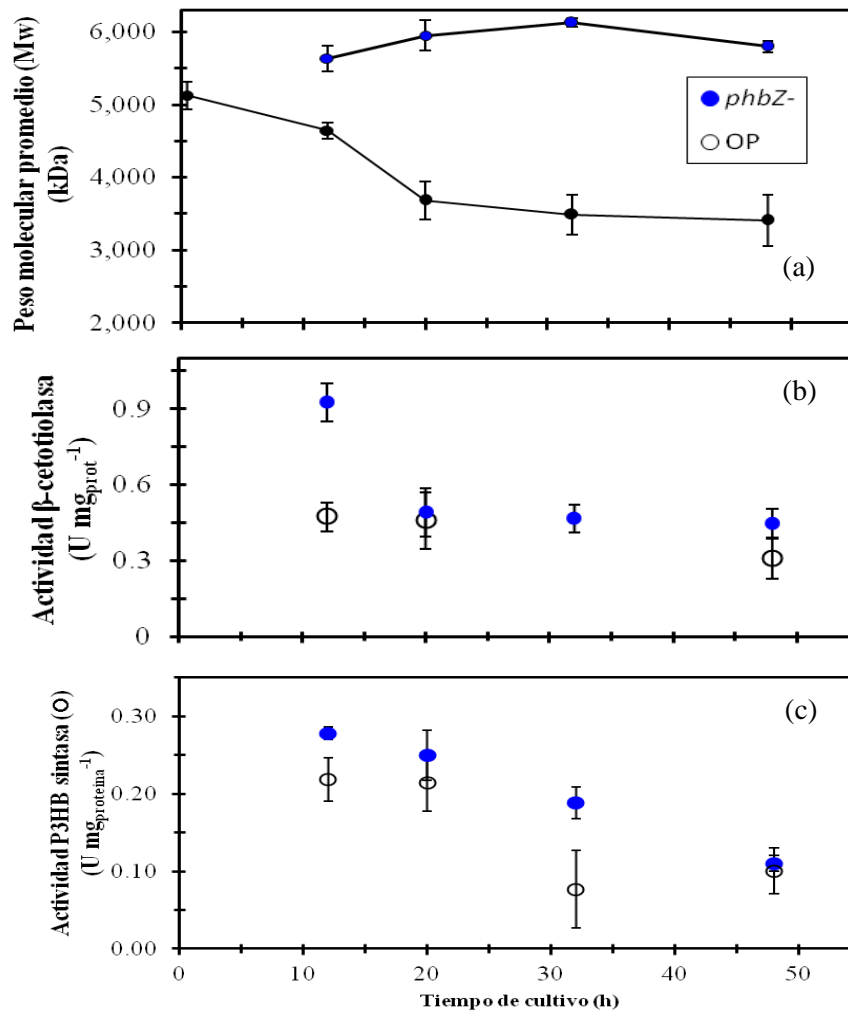 Peso molecular promedio (Mw)
(kDa)
6,000
5,000
4,000
3,000
2,000
phbZ-
OP
(a)
Actividad β-cetotiolasa
(U mgprot-1)
0.9
0.6
0.3
0
(b)
Actividad P3HB sintasa (O)
(U mgproteina-1)
0.30
0.20
0.10
0.00
(c)
0 10 20 30 40 50
Tiempo de cultivo (h)